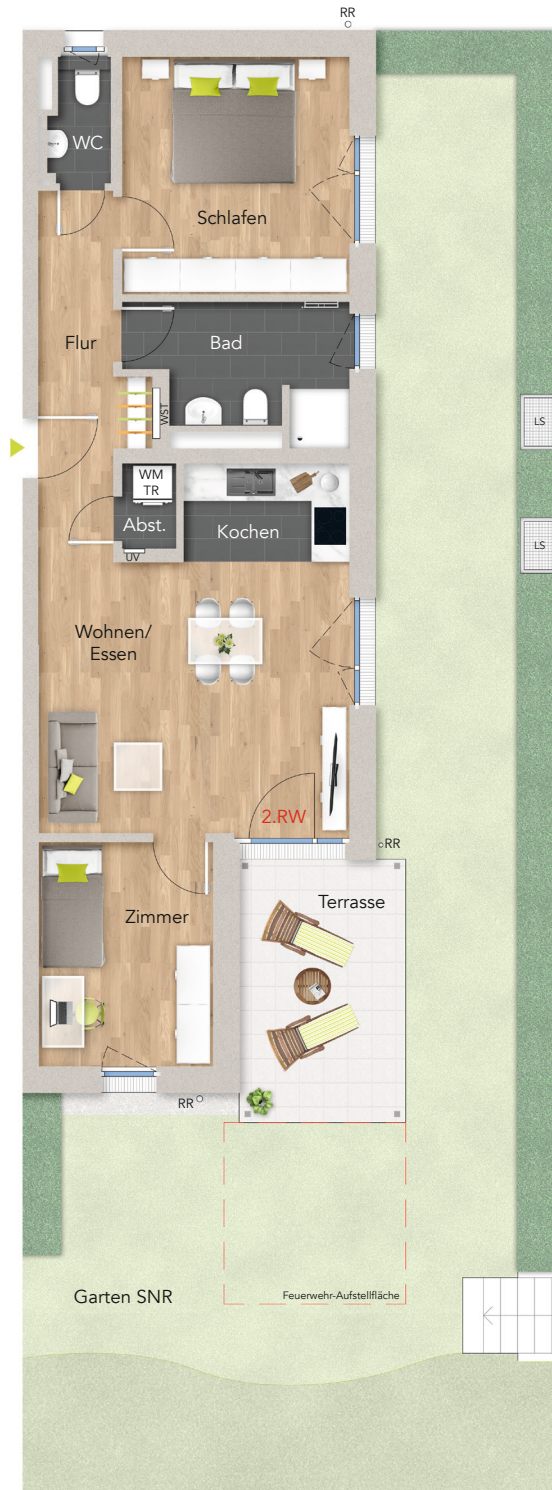 RR
WC
Schlafen
Flur
Bad
WST
LS
WM
TR
Abst.
Kochen
LS
UV
Wohnen/
Essen
2.RW
RR
Terrasse
Zimmer
RR
Garten SNR
Feuerwehr-Aufstellfläche